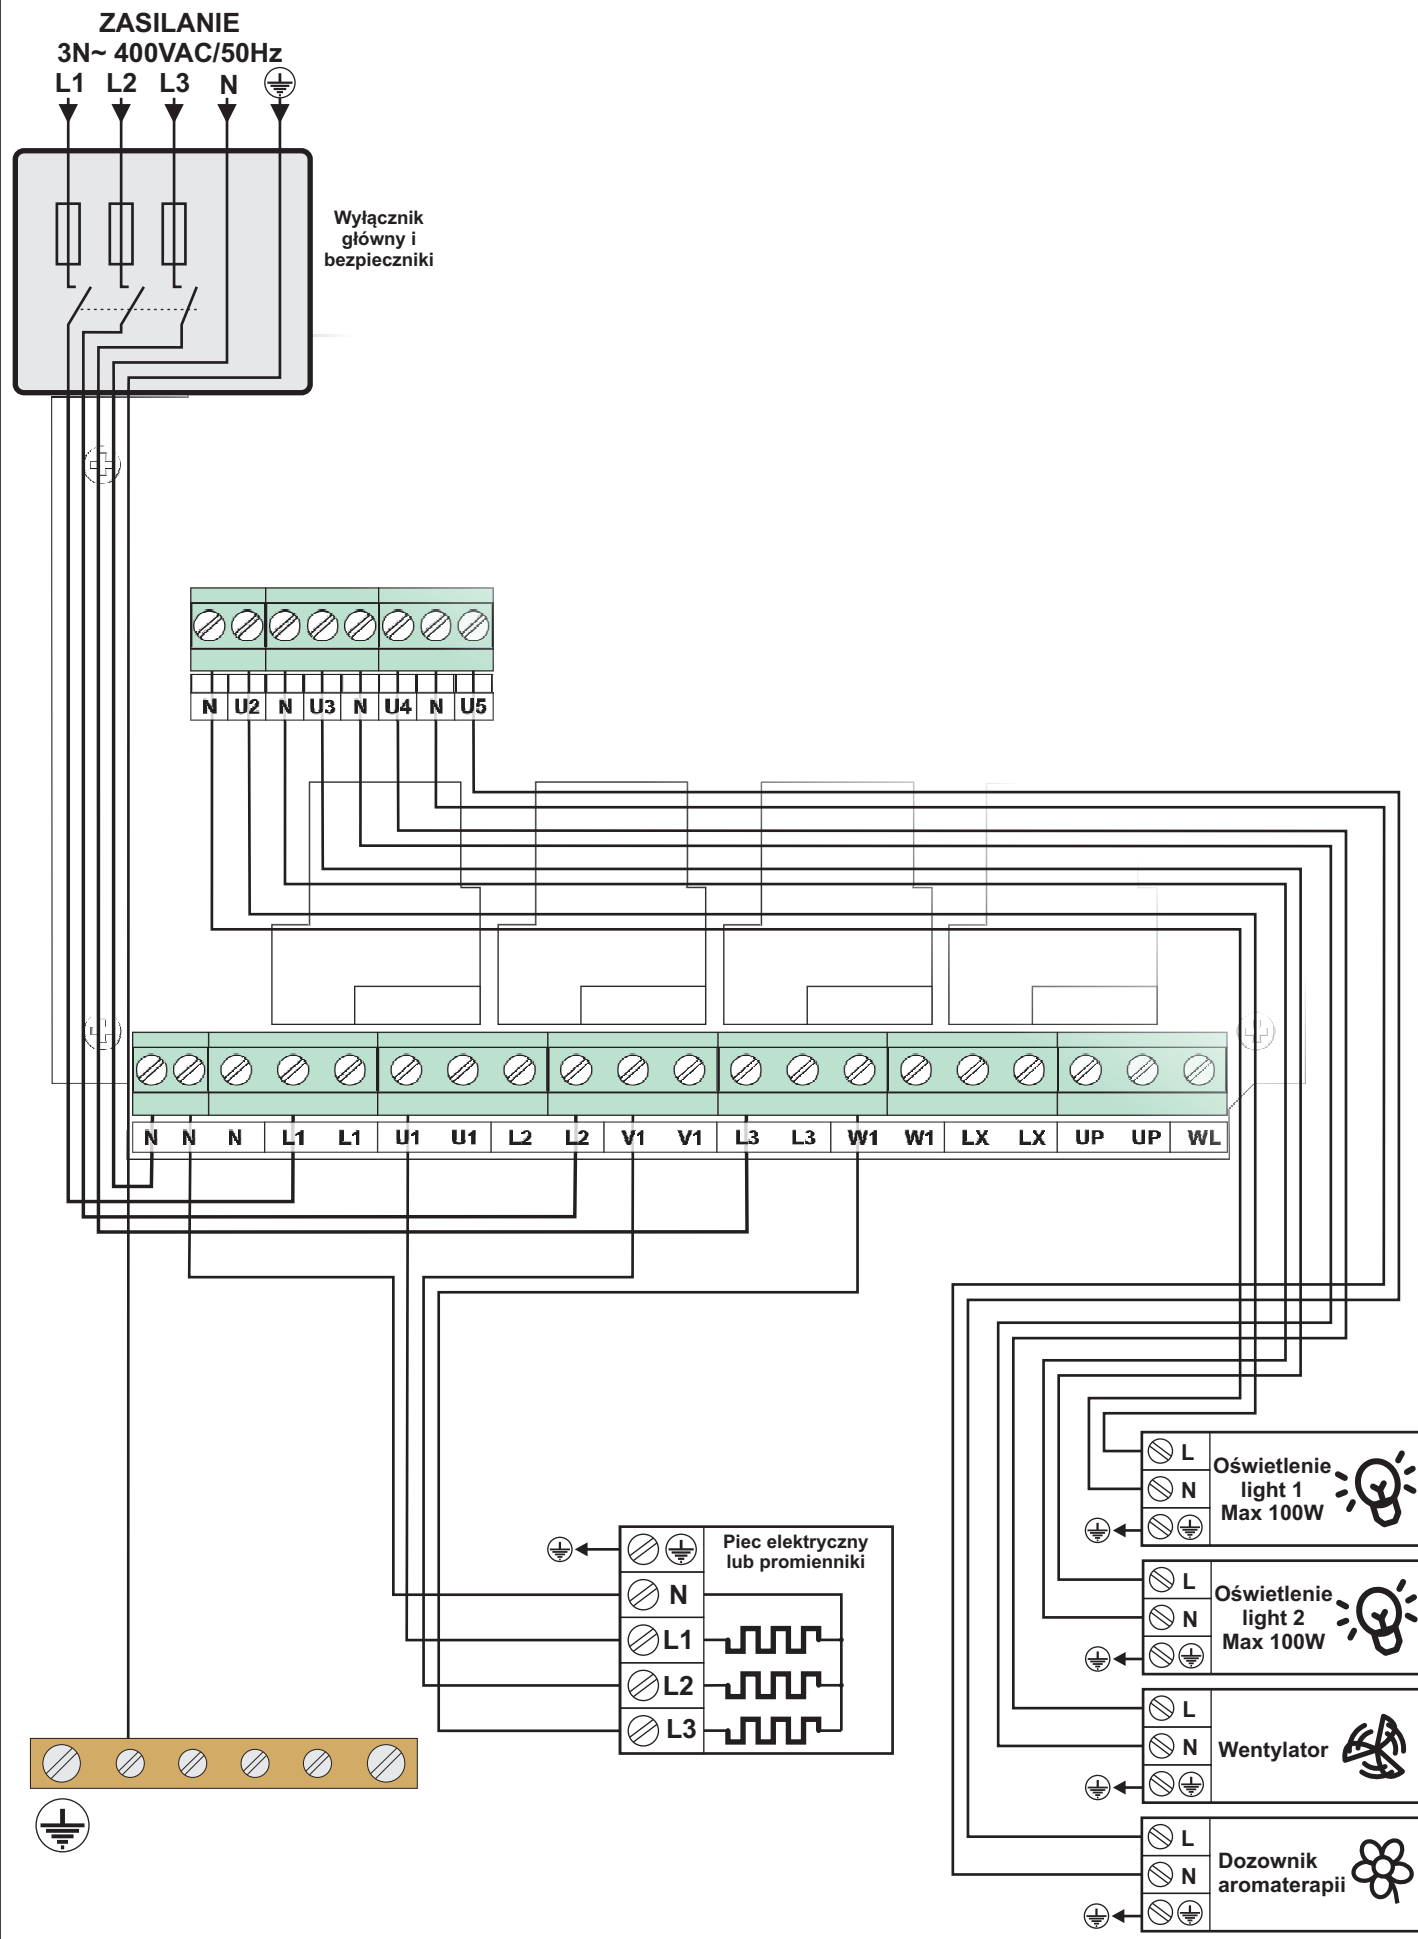 ZASILANIE
3N~ 400VAC/50Hz
L1 L2 L3 N
Wyłącznik
główny i
bezpieczniki
N U2 N U3 N U4 N U5
N N N L1 L1 U1 U1 L2 L2 V1 V1 L3 L3 W1 W1 LX LX UP UP WL
L
N
Oświetlenie
light 1
Max 100W
Piec elektryczny
lub promienniki
N
L1
L2
L3
L
N
Oświetlenie
light 2
Max 100W
L
N
Wentylator
L
N
Dozownik
aromaterapii